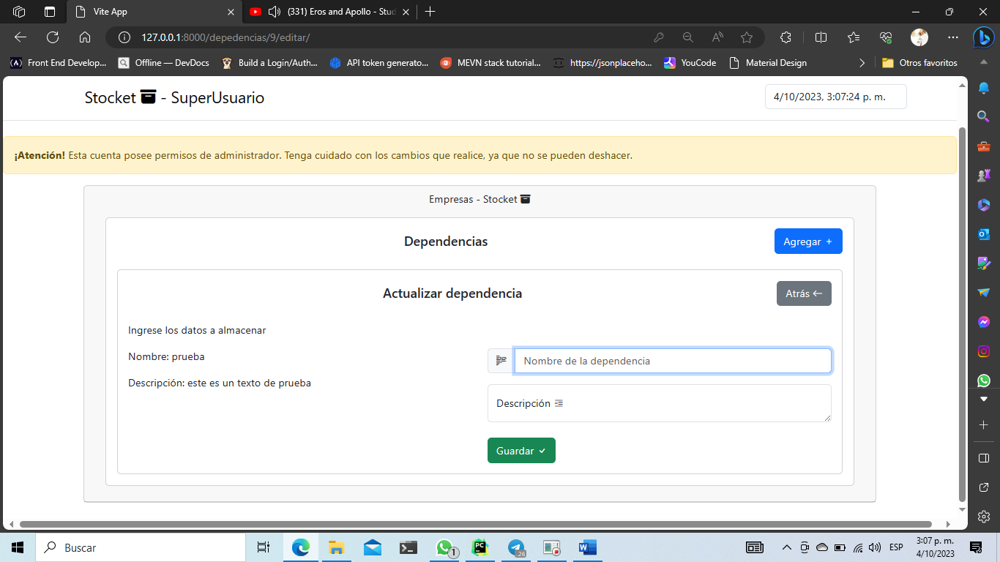 Vite App
(331) Eros and Apollo - Stud
127.0.0.1:8000/depedencias/9/editar/
Front End Develop...
Offline — DevDocs
Build a Login/Auth...
API token generato...
MEVN stack tutorial...
https://jsonplaceho...
YouCode
Material Design
Otros favoritos
Stocket - SuperUsuario
4/10/2023, 3:07:24 p. m.
¡Atención! Esta cuenta posee permisos de administrador. Tenga cuidado con los cambios que realice, ya que no se pueden deshacer.
Empresas - Stocket
Dependencias
Agregar +
Actualizar dependencia
Atrás ←
Ingrese los datos a almacenar
Nombre: prueba
Nombre de la dependencia
Descripción: este es un texto de prueba
Descripción
Guardar
Buscar
1
PC
26
ESP
3:07 p. m.
4/10/2023